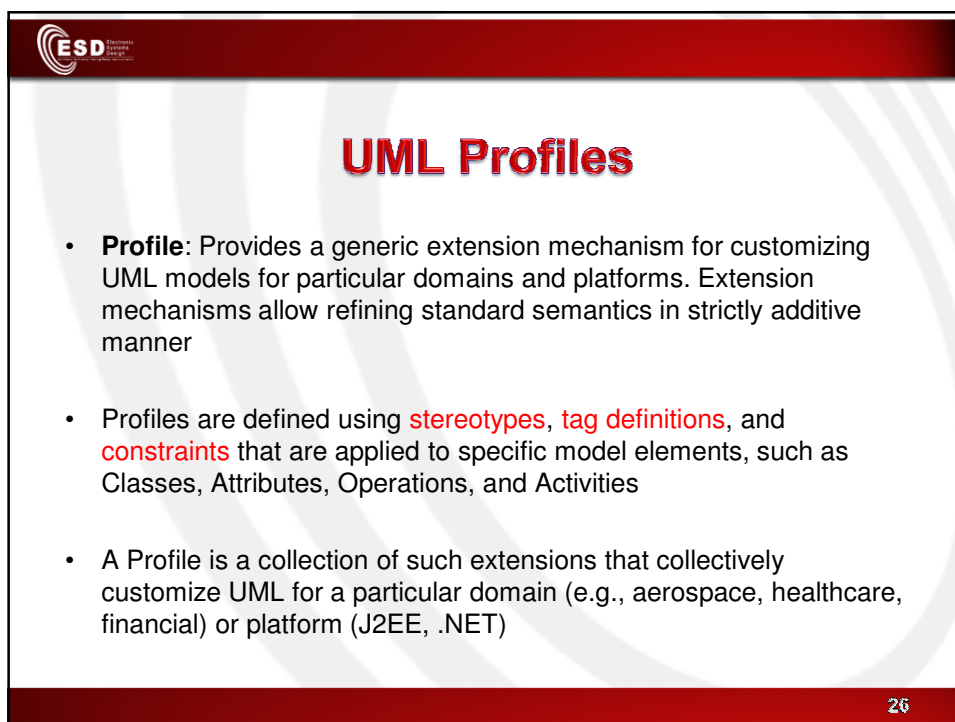 ESD Electronic
Systems
Design
UML Profiles
• Profile: Provides a generic extension mechanism for customizing
UML models for particular domains and platforms. Extension
mechanisms allow refining standard semantics in strictly additive
manner
• Profiles are defined using stereotypes, tag definitions, and
constraints that are applied to specific model elements, such as
Classes, Attributes, Operations, and Activities
• A Profile is a collection of such extensions that collectively
customize UML for a particular domain (e.g., aerospace, healthcare,
financial) or platform (J2EE, .NET)
26